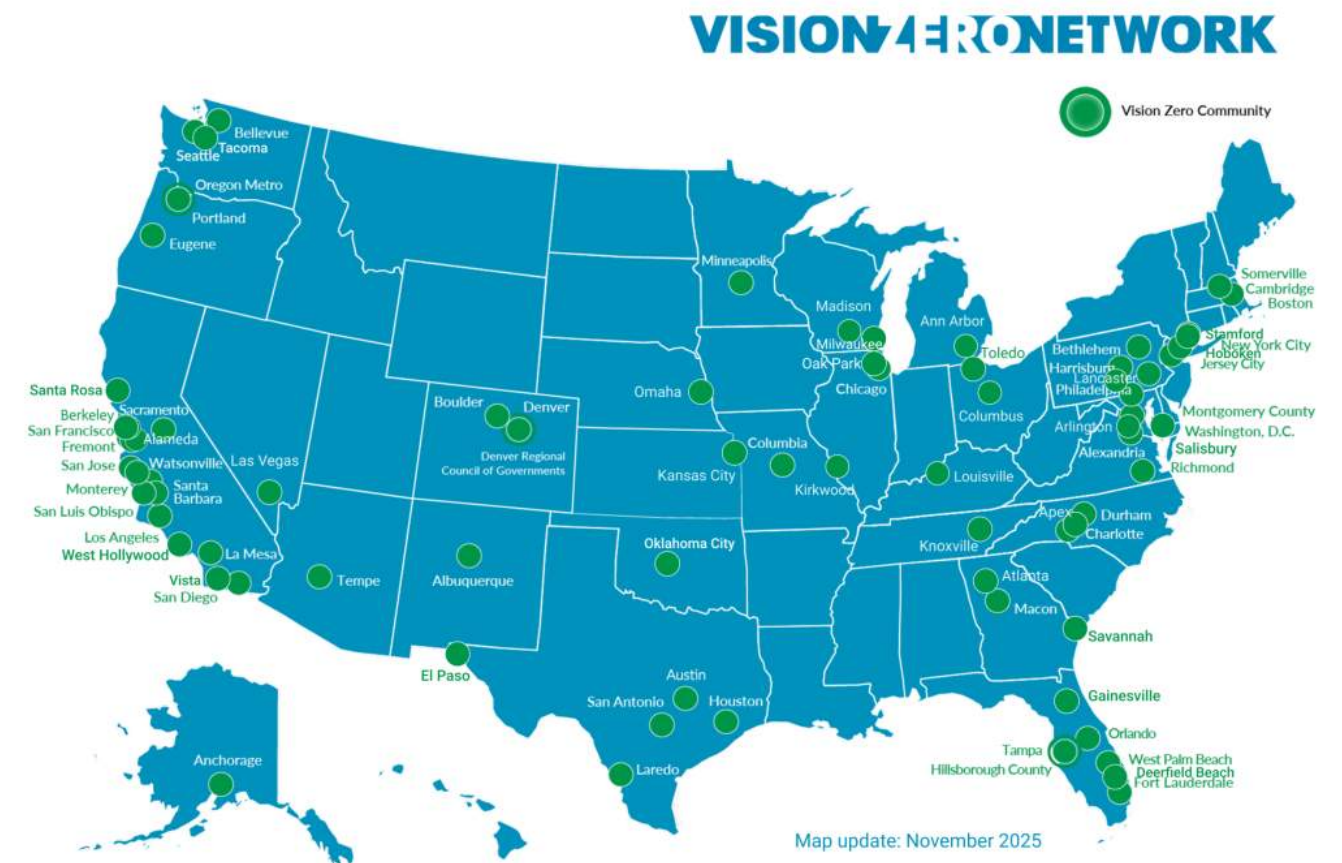 VISIONZERONETWORK
Vision Zero Community
Bellevue
Tacoma
Seattle
Oregon Metro
Portland
Eugene
Minneapolis
Madison
Milwaukee
Oak Park
Chicago
Ann Arbor
Toledo
Columbus
Somerville
Cambridge
Boston
Stamford
New York City
Hoboken
Jersey City
Bethlehem
Harrisburg
Lancaster
Philadelphia
Montgomery County
Arlington
Washington, D.C.
Salisbury
Alexandria
Richmond
Santa Rosa
Sacramento
Berkeley
San Francisco
Alameda
Fremont
San Jose
Watsonville
Monterey
Santa
Barbara
San Luis Obispo
Los Angeles
West Hollywood
La Mesa
Vista
San Diego
Las Vegas
Boulder
Denver
Denver Regional
Council of Governments
Omaha
Kansas City
Columbia
Kirkwood
Louisville
Knoxville
Apex
Durham
Charlotte
Tempe
Albuquerque
Oklahoma City
Atlanta
Macon
Savannah
El Paso
Austin
San Antonio
Houston
Laredo
Gainesville
Orlando
Tampa
Hillsborough County
West Palm Beach
Deerfield Beach
Fort Lauderdale
Anchorage
Map update: November 2025